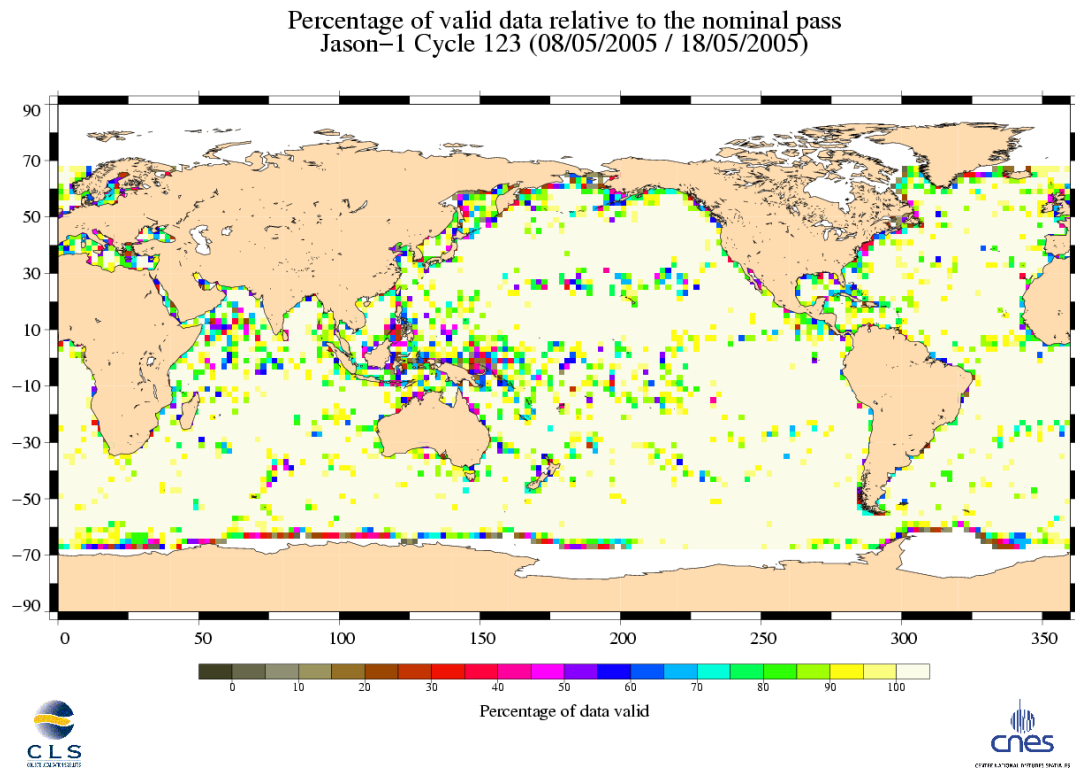 Percentage of valid data relative to the nominal pass
Jason−1 Cycle 123 (08/05/2005 / 18/05/2005)
90
70
50
30
10
−10
−30
−50
−70
−90
0 50 100 150 200 250 300 350
0 10 20 30 40 50 60 70 80 90 100
Percentage of data valid
CLS
cnes